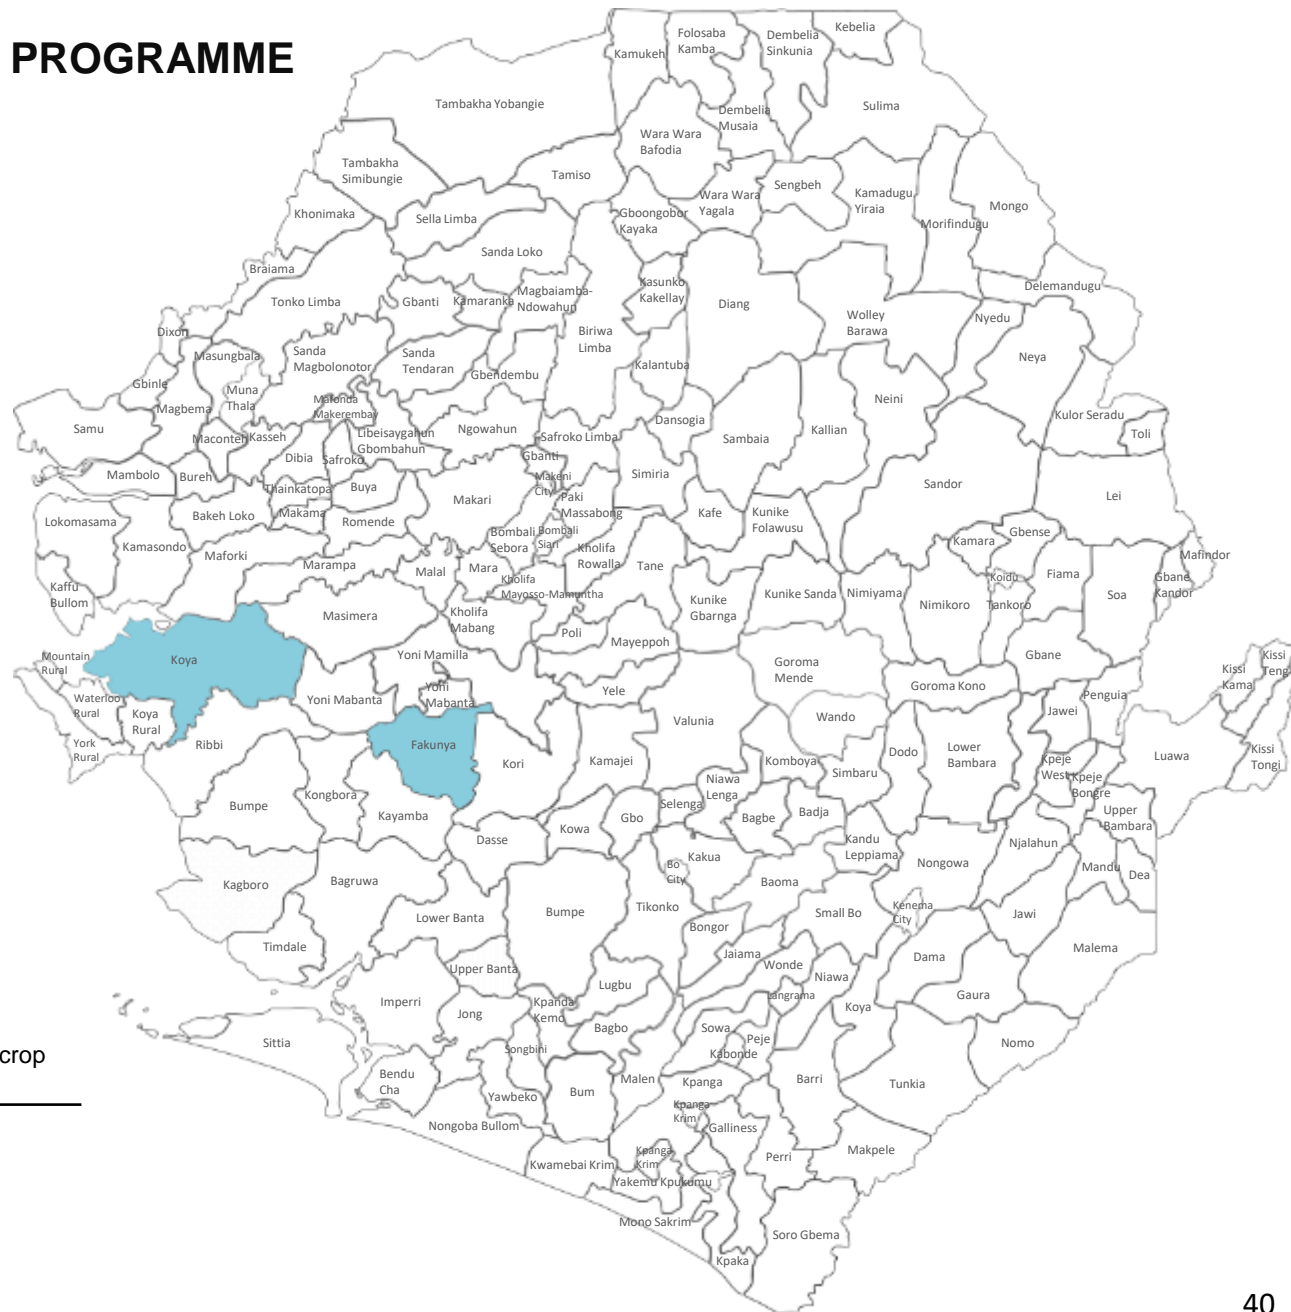 PROGRAMME
Kebelia
Folosaba
Kamba
Dembelia
Sinkunia
Kamukeh
Tambakha Yobangie
Sulima
Dembelia
Musaia
Wara Wara
Bafodia
Tambakha
Simibungie
Tamiso
Sengbeh
Kamadugu
Yiraia
Wara Wara
Yagala
Mongo
Khonimaka
Sella Limba
Gboongobor
Kayaka
Morifindugu
Sanda Loko
Braiama
Kasunko
Kakellay
Delemandugu
Tonko Limba
Gbanti
Kamaranka
Magbaiamba-
Ndowahun
Diang
Wolley
Barawa
Nyedu
Dixon
Biriwa
Limba
Masungbala
Sanda
Magbolonotor
Sanda
Tendaran
Neya
Gbinle
Muna
Thala
Gbendembu
Kalantuba
Magbema
Mafonda
Makerembay
Neini
Samu
Maconteh
Kasseh
Libeisaygahun
Gbombahun
Ngowahun
Safroko Limba
Dansogia
Sambaia
Kallian
Kulor Seradu
Toli
Dibia
Safroko
Gbanti
Mambolo
Bureh
Thainkatopa
Buya
Makari
Makeni
City
Paki
Massabong
Simiria
Sandor
Lei
Lokomasama
Bakeh Loko
Makama
Romende
Kafe
Kunike
Folawusu
Kamasondo
Bombali
Sebora
Bombali
Siari
Kamara
Gbense
Maforki
Marampa
Malal
Mara
Kholifa
Rowalla
Tane
Mafindor
Kaffu
Bullom
Kholifa
Mayosso-Mamuntha
Koidu
Fiama
Gbane
Kandor
Masimera
Kholifa
Mabang
Kunike
Gbarnga
Kunike Sanda
Nimiyama
Nimikoro
Tankoro
Soa
Poli
Mayeppoh
Koya
Mountain
Rural
Yoni Mamilla
Goroma
Mende
Gbane
Kissi
Kama
Kissi
Teng
Waterloo
Rural
Yoni Mabanta
Yoni
Mabanta
Yele
Goroma Kono
Penguia
Koya
Rural
Valunia
Wando
Jawei
York
Rural
Ribbi
Fakunya
Kori
Kamajei
Komboya
Simbaru
Dodo
Lower
Bambara
Kpeje
West
Luawa
Kissi
Tongi
Kpeje
Bongre
Bumpe
Kongbora
Kayamba
Niawa
Lenga
Selenga
Bagbe
Badja
Upper
Bambara
Dasse
Kowa
Gbo
Kandu
Leppiama
Njalahun
Kakua
Nongowa
Mandu
Dea
Kagboro
Bagruwa
Bo
City
Baoma
Lower Banta
Bumpe
Tikonko
Small Bo
Kenema
City
Jawi
Timdale
Bongor
Malema
Jaiama
Wonde
Dama
Upper Banta
Niawa
Lugbu
Langrama
Gaura
Imperri
Jong
Kpanda
Kemo
Koya
Bagbo
Sowa
Peje
Sittia
Songbini
Kabonde
Nomo
crop
Bendu
Cha
Yawbeko
Bum
Malen
Kpanga
Barri
Tunkia
Kpanga
Krim
Nongoba Bullom
Galliness
Kwamebai Krim
Kpanga
Krim
Perri
Makpele
Yakemu Kpukumu
Mono Sakrim
Soro Gbema
Kpaka
40